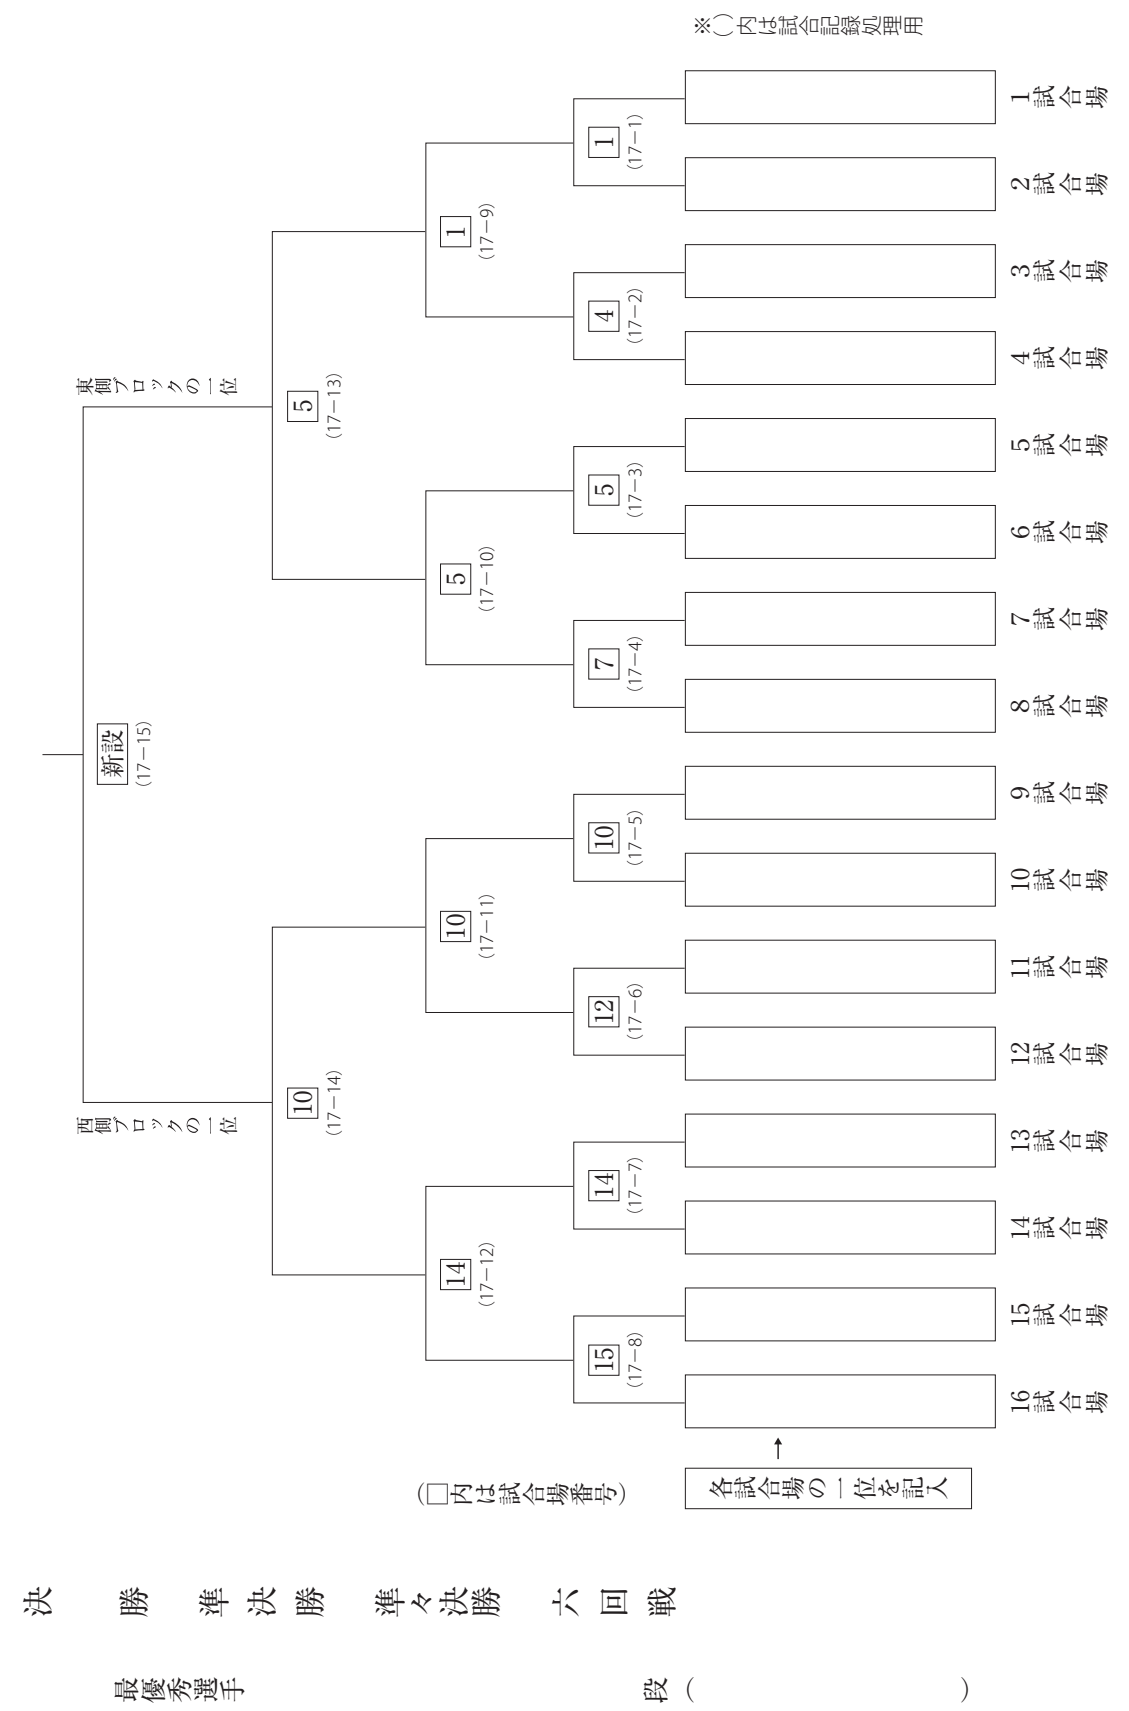 ※（　）内は試合記録処理用
決　勝
準決勝
準々決勝
六回戦
最優秀選手
段（　　　）
東側ブロックの一位
西側ブロックの一位
新設
(17－15)
5
(17－13)
10
(17－14)
1
(17－9)
5
(17－10)
10
(17－11)
14
(17－12)
1
(17－1)
4
(17－2)
5
(17－3)
7
(17－4)
10
(17－5)
12
(17－6)
14
(17－7)
15
(17－8)
1試合場
2試合場
3試合場
4試合場
5試合場
6試合場
7試合場
8試合場
9試合場
10試合場
11試合場
12試合場
13試合場
14試合場
15試合場
16試合場
（□内は試合場番号）
各試合場の一位を記入
→